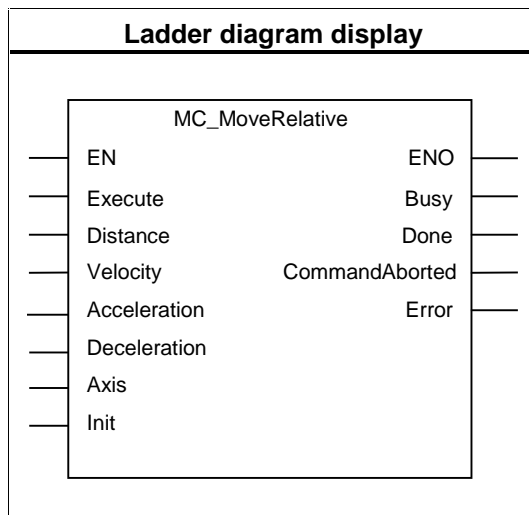 Ladder diagram display
MC_MoveRelative
EN ENO
Execute Busy
Distance Done
Velocity CommandAborted
Acceleration Error
Deceleration
Axis
Init